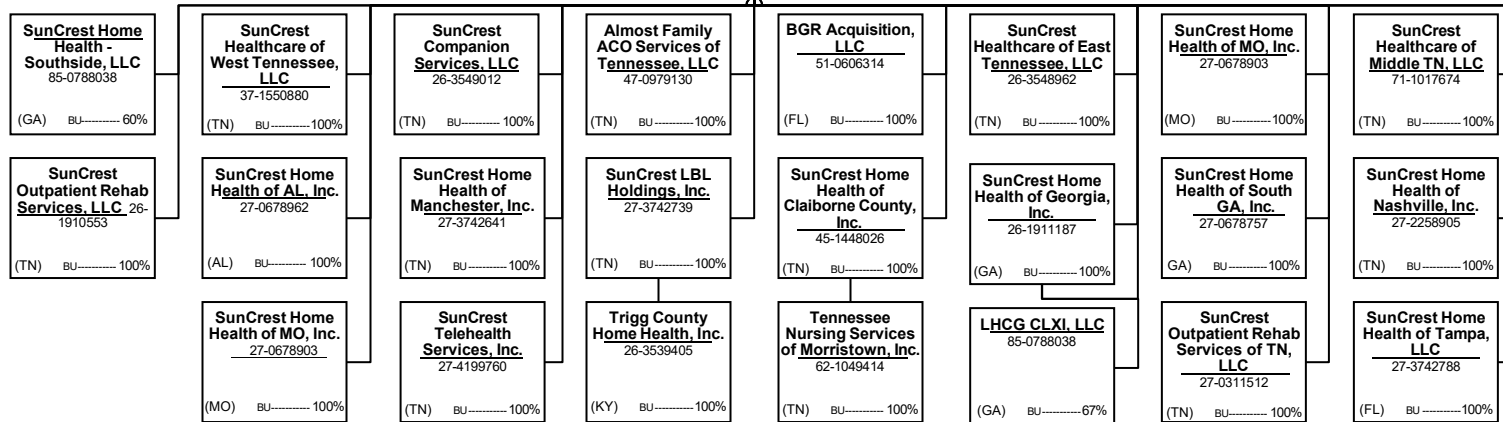 SunCrest Home
Health -
Southside, LLC
85-0788038
(GA) BU----------- 60%
SunCrest
Healthcare of
West Tennessee,
LLC
37-1550880
(TN) BU----------- 100%
SunCrest
Companion
Services, LLC
26-3549012
(TN) BU----------- 100%
Almost Family
ACO Services of
Tennessee, LLC
47-0979130
(TN) BU----------- 100%
BGR Acquisition,
LLC
51-0606314
(FL) BU----------- 100%
SunCrest
Healthcare of East
Tennessee, LLC
26-3548962
(TN) BU----------- 100%
SunCrest Home
Health of MO, Inc.
27-0678903
(MO) BU----------- 100%
SunCrest
Healthcare of
Middle TN, LLC
71-1017674
(TN) BU----------- 100%
SunCrest
Outpatient Rehab
Services, LLC 26-
1910553
(TN) BU----------- 100%
SunCrest Home
Health of AL, Inc.
27-0678962
(AL) BU----------- 100%
SunCrest Home
Health of
Manchester, Inc.
27-3742641
(TN) BU----------- 100%
SunCrest LBL
Holdings, Inc.
27-3742739
(TN) BU----------- 100%
SunCrest Home
Health of
Claiborne County,
Inc.
45-1448026
(TN) BU----------- 100%
SunCrest Home
Health of Georgia,
Inc.
26-1911187
(GA) BU----------- 100%
SunCrest Home
Health of South
GA, Inc.
27-0678757
GA) BU----------- 100%
SunCrest Home
Health of
Nashville, Inc.
27-2258905
(TN) BU----------- 100%
SunCrest Home
Health of MO, Inc.
27-0678903
(MO) BU----------- 100%
SunCrest
Telehealth
Services, Inc.
27-4199760
(TN) BU----------- 100%
Trigg County
Home Health, Inc.
26-3539405
(KY) BU----------- 100%
Tennessee
Nursing Services
of Morristown, Inc.
62-1049414
(TN) BU----------- 100%
LHCG CLXI, LLC
85-0788038
(GA) BU----------- 67%
SunCrest
Outpatient Rehab
Services of TN,
LLC
27-0311512
(TN) BU----------- 100%
SunCrest Home
Health of Tampa,
LLC
27-3742788
(FL) BU----------- 100%